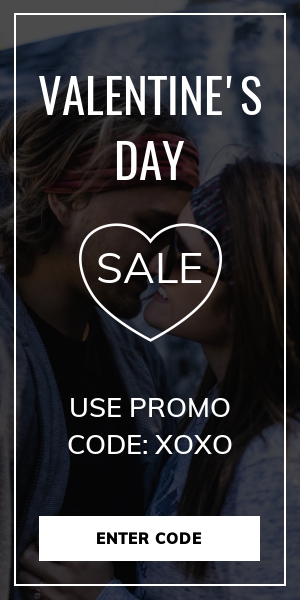 VALENTINE'S
DAY
SALE
USE PROMO
CODE: XOXO
ENTER CODE